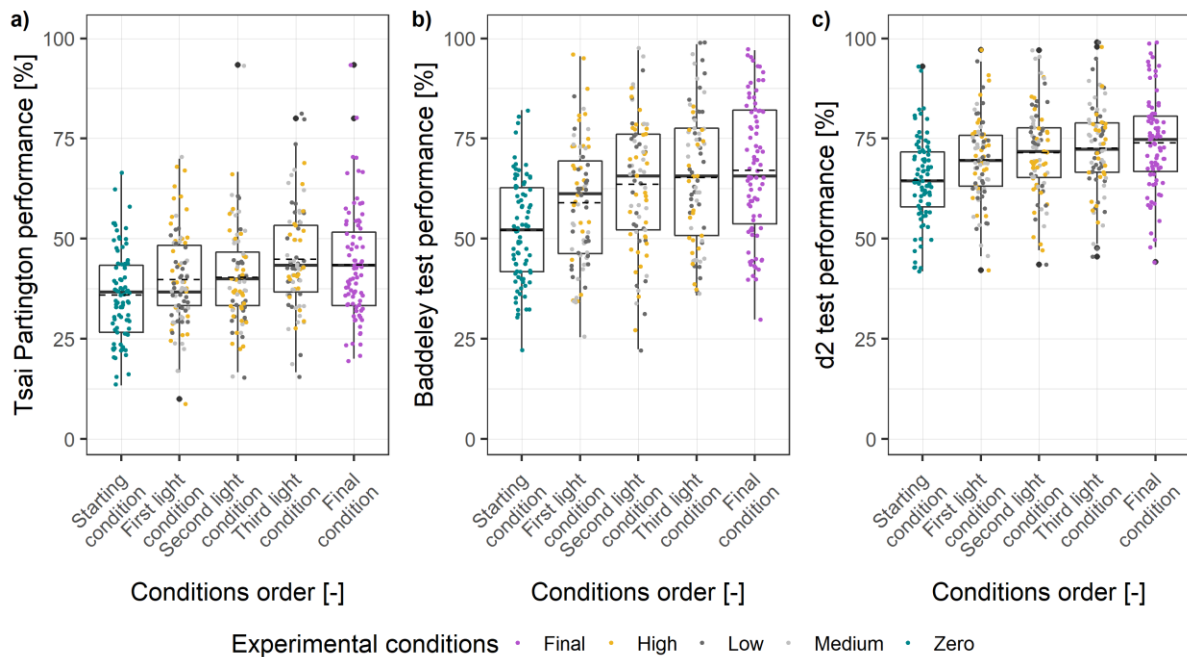 a)
Tsai Partington performance [%]
100
75
50
25
0
Starting
condition
First light
condition
Second light
condition
Third light
condition
Final
condition
Conditions order [-]
b)
Baddeley test performance [%]
100
75
50
25
0
Starting
condition
First light
condition
Second light
condition
Third light
condition
Final
condition
Conditions order [-]
c)
d2 test performance [%]
100
75
50
25
0
Starting
condition
First light
condition
Second light
condition
Third light
condition
Final
condition
Conditions order [-]
Experimental conditions Final High Low Medium Zero